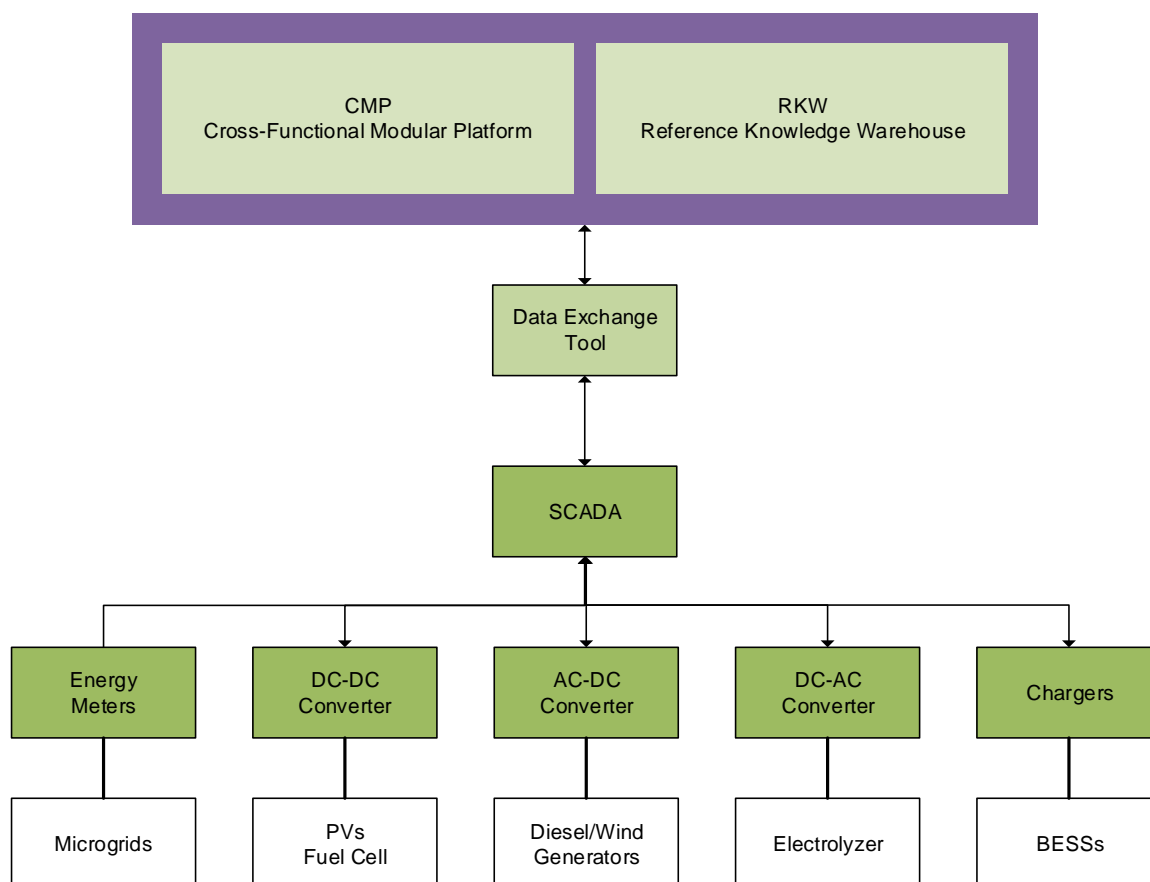 CMP
Cross-Functional Modular Platform
RKW
Reference Knowledge Warehouse
Data Exchange
Tool
SCADA
Energy
Meters
DC-DC
Converter
AC-DC
Converter
DC-AC
Converter
Chargers
Microgrids
PVs
Fuel Cell
Diesel/Wind
Generators
Electrolyzer
BESSs